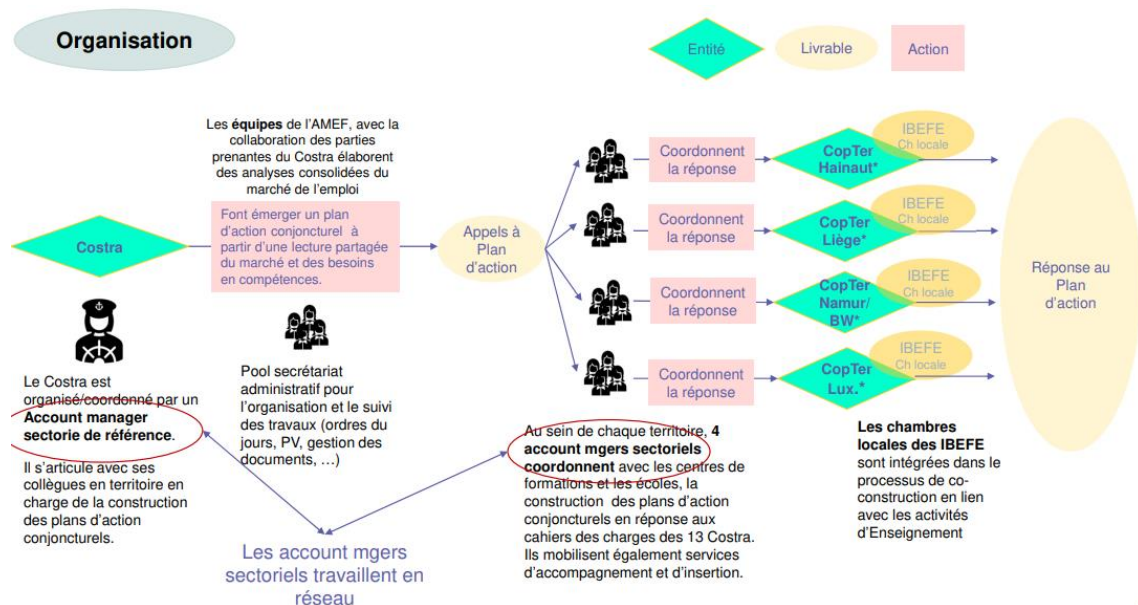 Organisation
Entité
Livrable
Action
Les équipes de l'AMEF, avec la
collaboration des parties
prenantes du Costra élaborent
des analyses consolidées du
marché de l'emploi
Costra
Font émerger un plan
d'action conjoncturel à
partir d'une lecture partagée
du marché et des besoins
en compétences.
Appels à
Plan
d'action
Coordonnent
la réponse
CopTer
Hainaut*
IBEFE
Ch locale
Coordonnent
la réponse
CopTer
Liège*
IBEFE
Ch locale
Coordonnent
la réponse
CopTer
Namur/
BW*
IBEFE
Ch locale
Coordonnent
la réponse
CopTer
Lux.*
IBEFE
Ch locale
Réponse au
Plan
d'action
Le Costra est
organisé/coordonné par un
Account manager
sectorie de référence.
Il s'articule avec ses
collègues en territoire en
charge de la construction
des plans d'action
conjoncturels.
Pool secrétariat
administratif pour
l'organisation et le suivi
des travaux (ordres du
jours, PV, gestion des
documents, …)
Les account mgers
sectoriels travaillent en
réseau
Au sein de chaque territoire, 4
account mgers sectoriels
coordonnent avec les centres de
formations et les écoles, la
construction des plans d'action
conjoncturels en réponse aux
cahiers des charges des 13 Costra.
Ils mobilisent également services
d'accompagnement et d'insertion.
Les chambres
locales des IBEFE
sont intégrées dans le
processus de co-
construction en lien
avec les activités
d'Enseignement